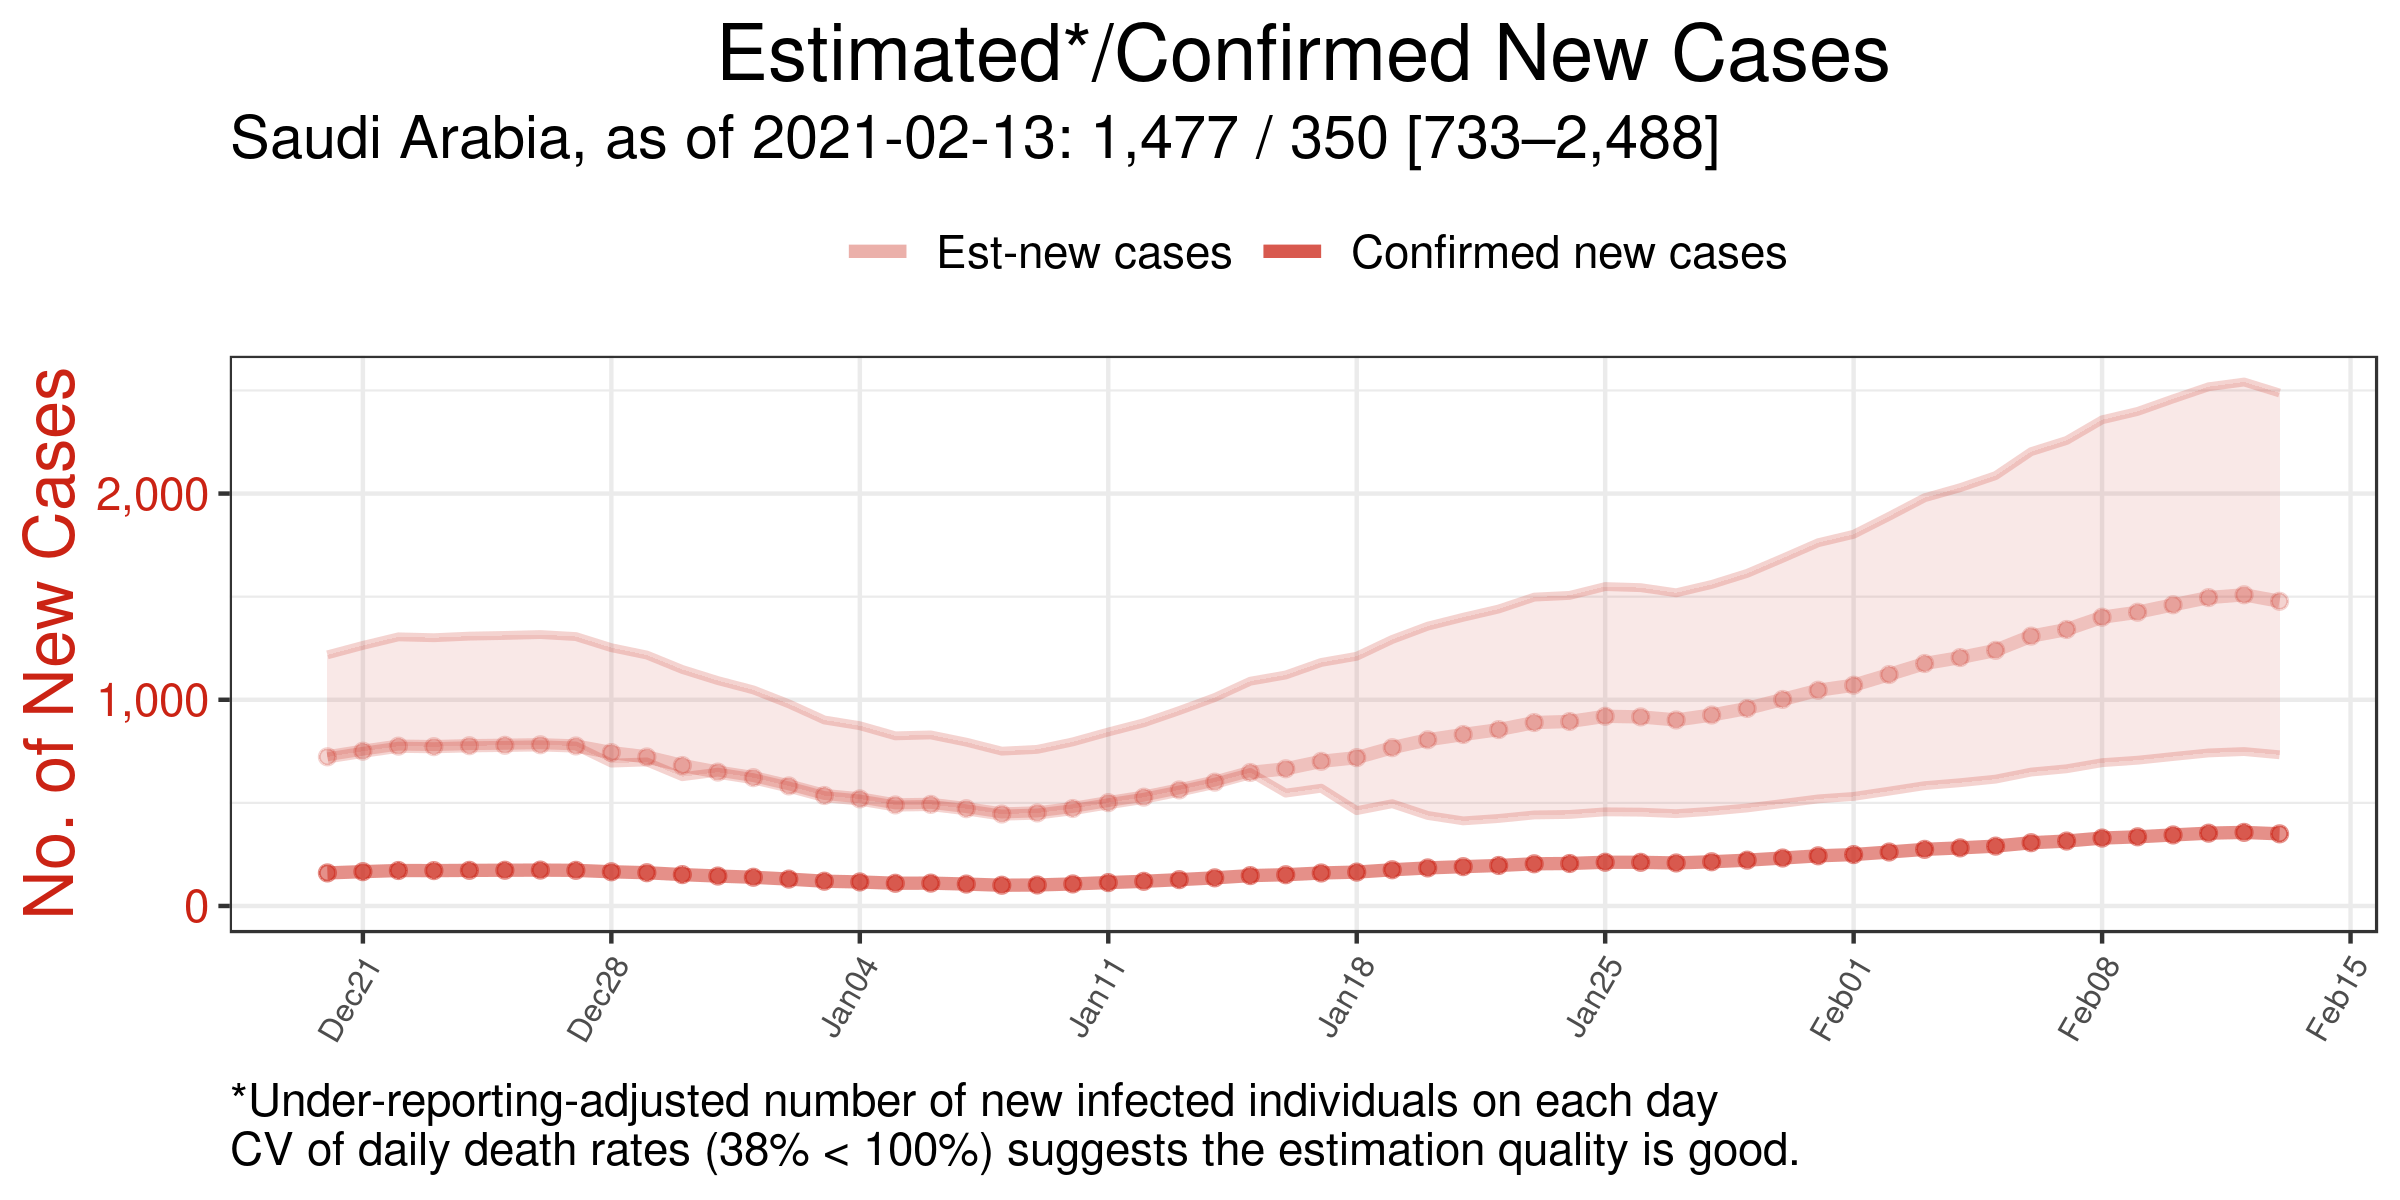 Estimated*/Confirmed New Cases
Saudi Arabia, as of 2021-02-13: 1,477 / 350 [733–2,488]
Est-new cases
Confirmed new cases
No. of New Cases
2,000
1,000
0
Dec21
Dec28
Jan04
Jan11
Jan18
Jan25
Feb01
Feb08
Feb15
*Under-reporting-adjusted number of new infected individuals on each day
CV of daily death rates (38% < 100%) suggests the estimation quality is good.